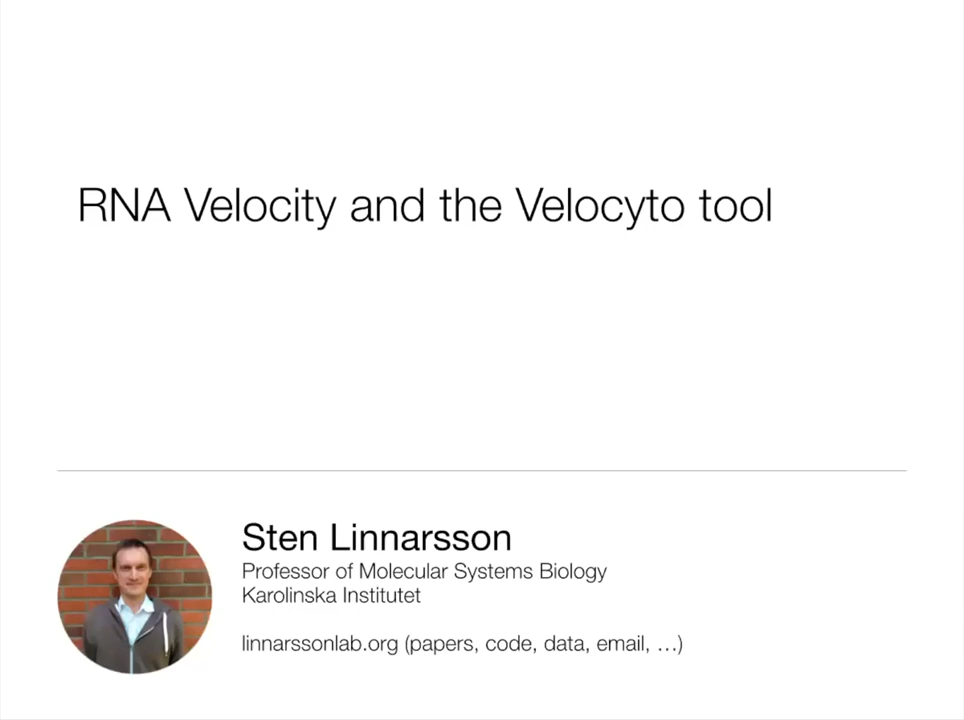 RNA Velocity and the Velocyto tool
Sten Linnarsson
Professor of Molecular Systems Biology
Karolinska Institutet
linnarssonlab.org (papers, code, data, email, …)